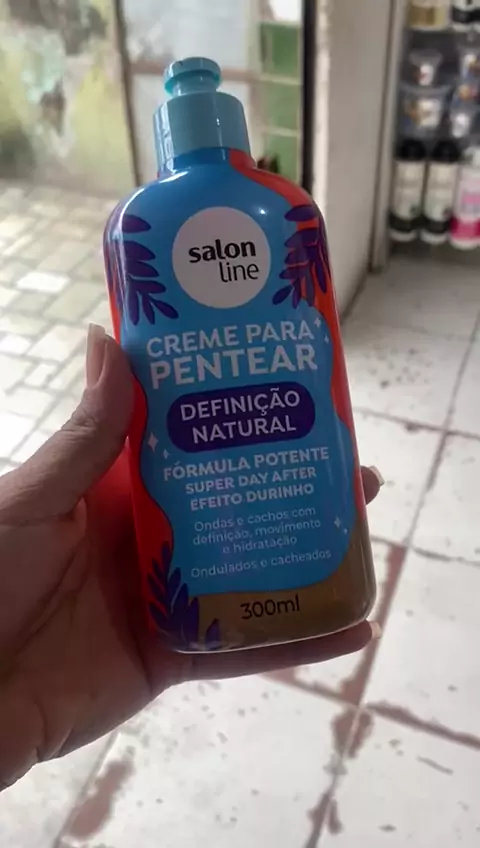 salon
line
CREME PARA
PENTEAR
DEFINIÇÃO
NATURAL
FÓRMULA POTENTE
SUPER DAY AFTER
EFEITO DURINHO
Ondas e cachos com
definição, movimento
e hidratação
Ondulados e cacheados
300ml